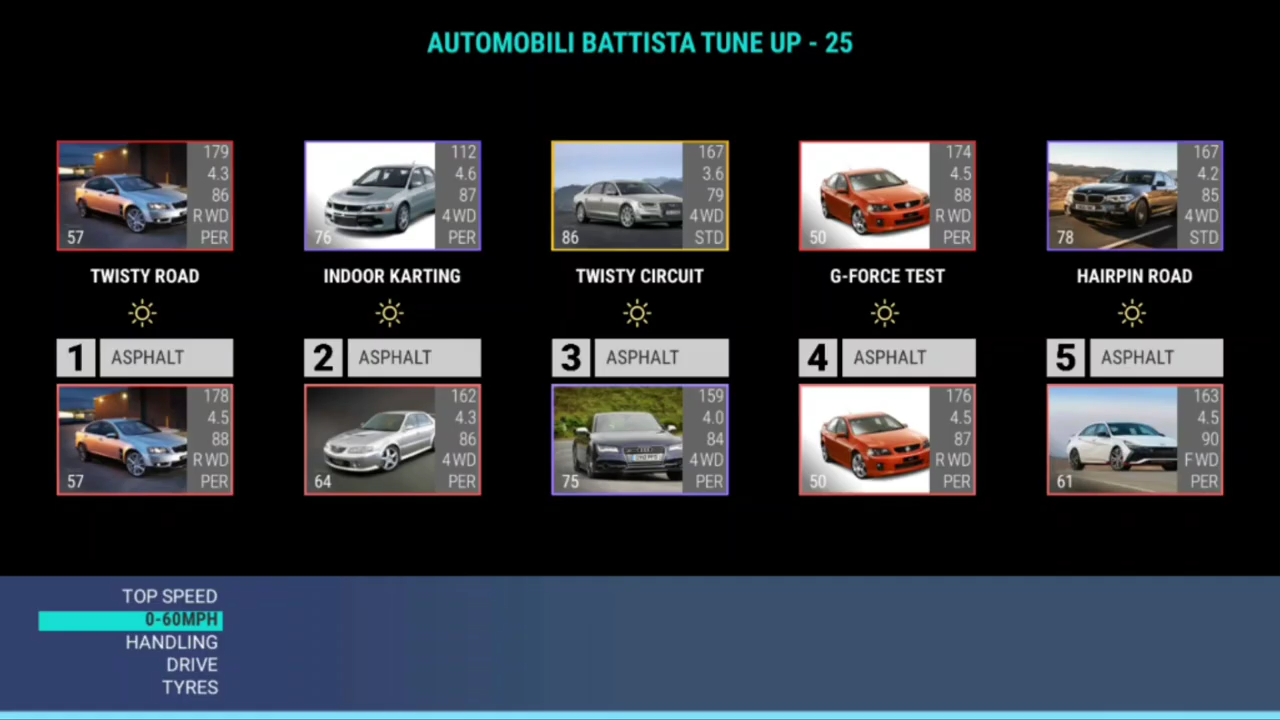 AUTOMOBILI BATTISTA TUNE UP - 25
179
4.3
86
RWD
PER
57
112
4.6
87
4WD
PER
76
167
3.6
79
4WD
STD
86
174
4.5
88
RWD
PER
50
167
4.2
85
4WD
STD
78
TWISTY ROAD
INDOOR KARTING
TWISTY CIRCUIT
G-FORCE TEST
HAIRPIN ROAD
1 ASPHALT
2 ASPHALT
3 ASPHALT
4 ASPHALT
5 ASPHALT
178
4.5
88
RWD
PER
57
162
4.3
86
4WD
PER
64
159
4.0
84
4WD
PER
75
176
4.5
87
RWD
PER
50
163
4.5
90
FWD
PER
61
TOP SPEED
0-60MPH
HANDLING
DRIVE
TYRES